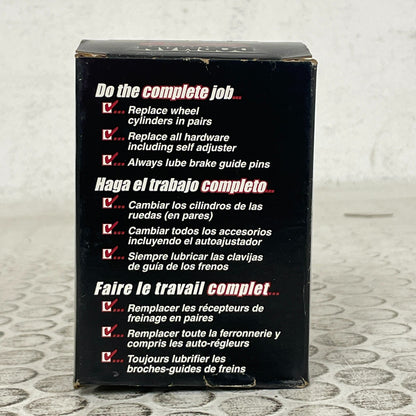 Do the complete job...
... Replace wheel
cylinders in pairs
... Replace all hardware
including self adjuster
... Always lube brake guide pins
Haga el trabajo completo...
... Cambiar los cilindros de las
ruedas (en pares)
... Cambiar todos los accesorios
incluyendo el autoajustador
... Siempre lubricar las clavijas
de guía de los frenos
Faire le travail complet...
... Remplacer les récepteurs de
freinage en paires
... Remplacer toute la ferronnerie y
compris les auto-régleurs
... Toujours lubrifier les
broches-guides de freins